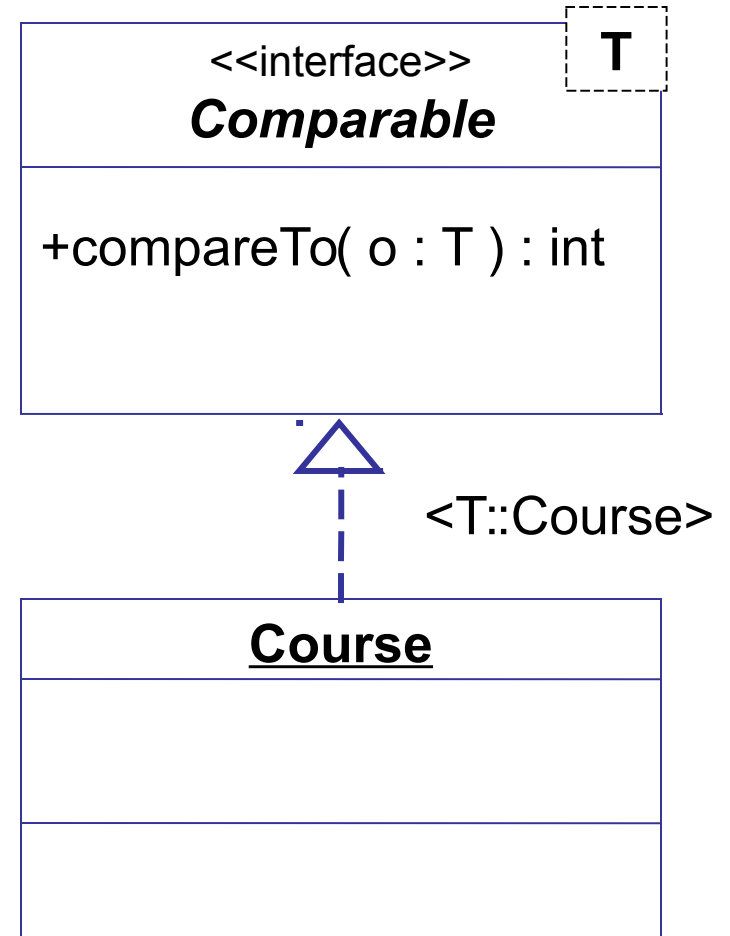 T
<<interface>>
Comparable
+compareTo( o : T ) : int
<T::Course>
Course